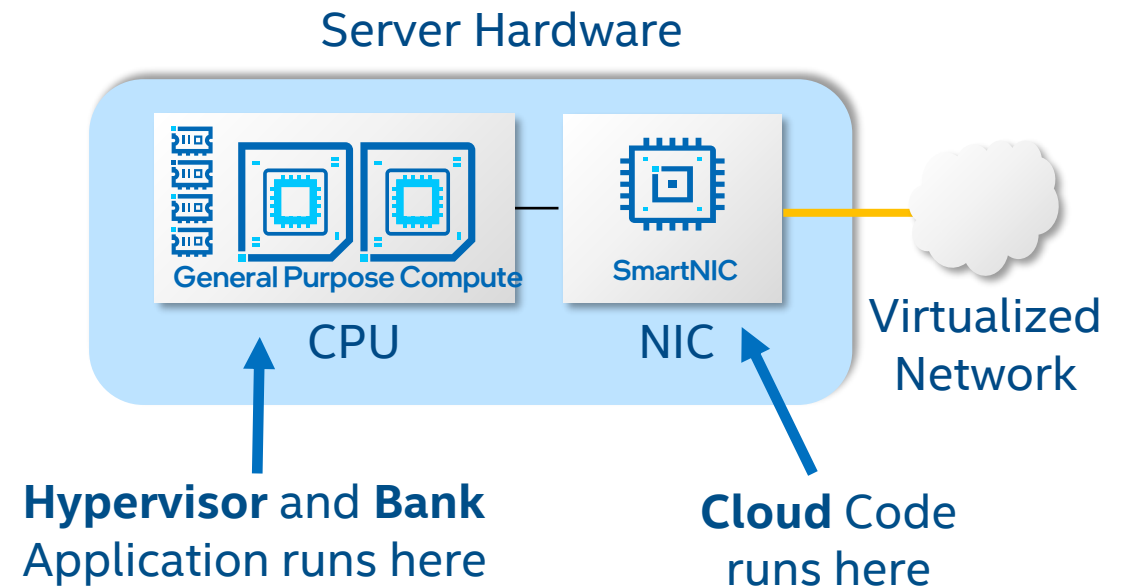 Server Hardware
General Purpose Compute
SmartNIC
CPU
NIC
Virtualized
Network
Hypervisor and Bank
Application runs here
Cloud Code
runs here